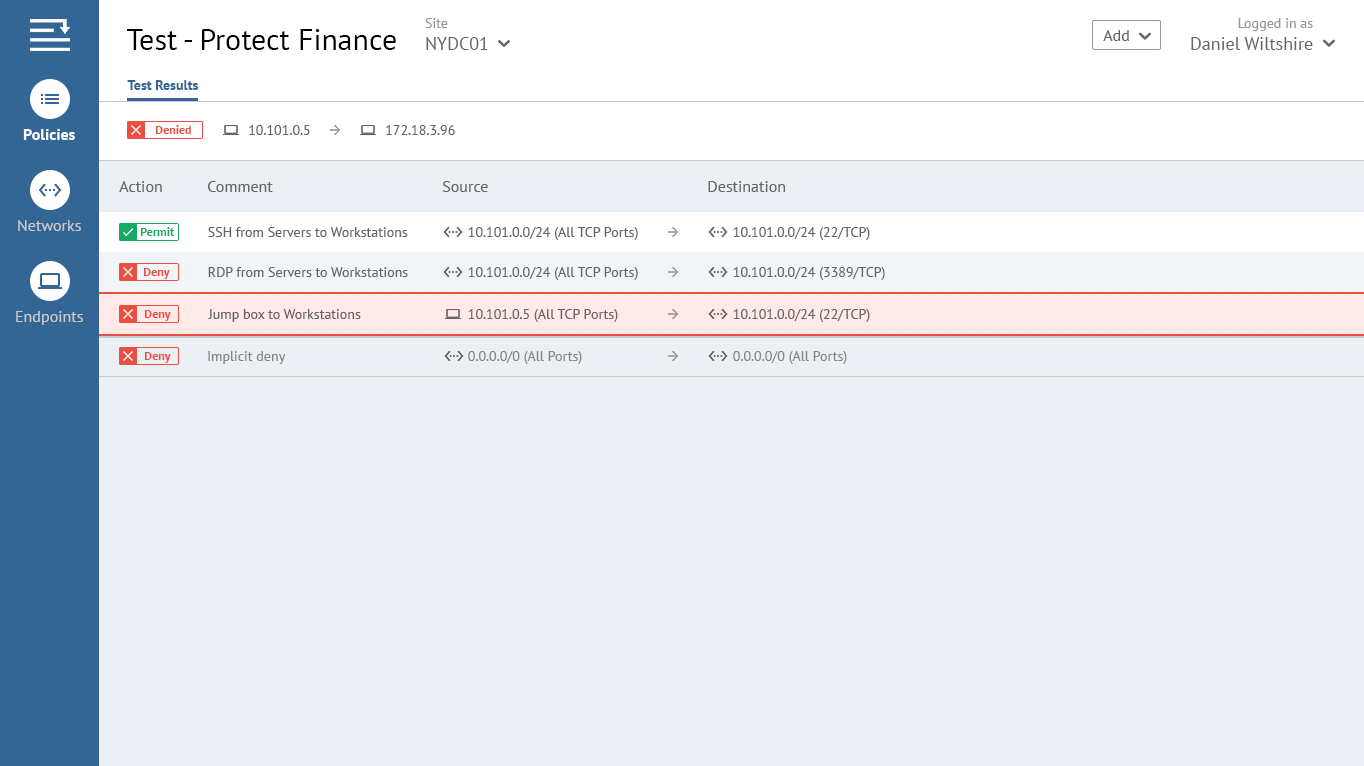 Test - Protect Finance
Site
NYDC01
Add
Logged in as
Daniel Wiltshire
Policies
Networks
Endpoints
Test Results
Denied 10.101.0.5 → 172.18.3.96
Action Comment Source Destination
Permit SSH from Servers to Workstations 10.101.0.0/24 (All TCP Ports) → 10.101.0.0/24 (22/TCP)
Deny RDP from Servers to Workstations 10.101.0.0/24 (All TCP Ports) → 10.101.0.0/24 (3389/TCP)
Deny Jump box to Workstations 10.101.0.5 (All TCP Ports) → 10.101.0.0/24 (22/TCP)
Deny Implicit deny 0.0.0.0/0 (All Ports) → 0.0.0.0/0 (All Ports)